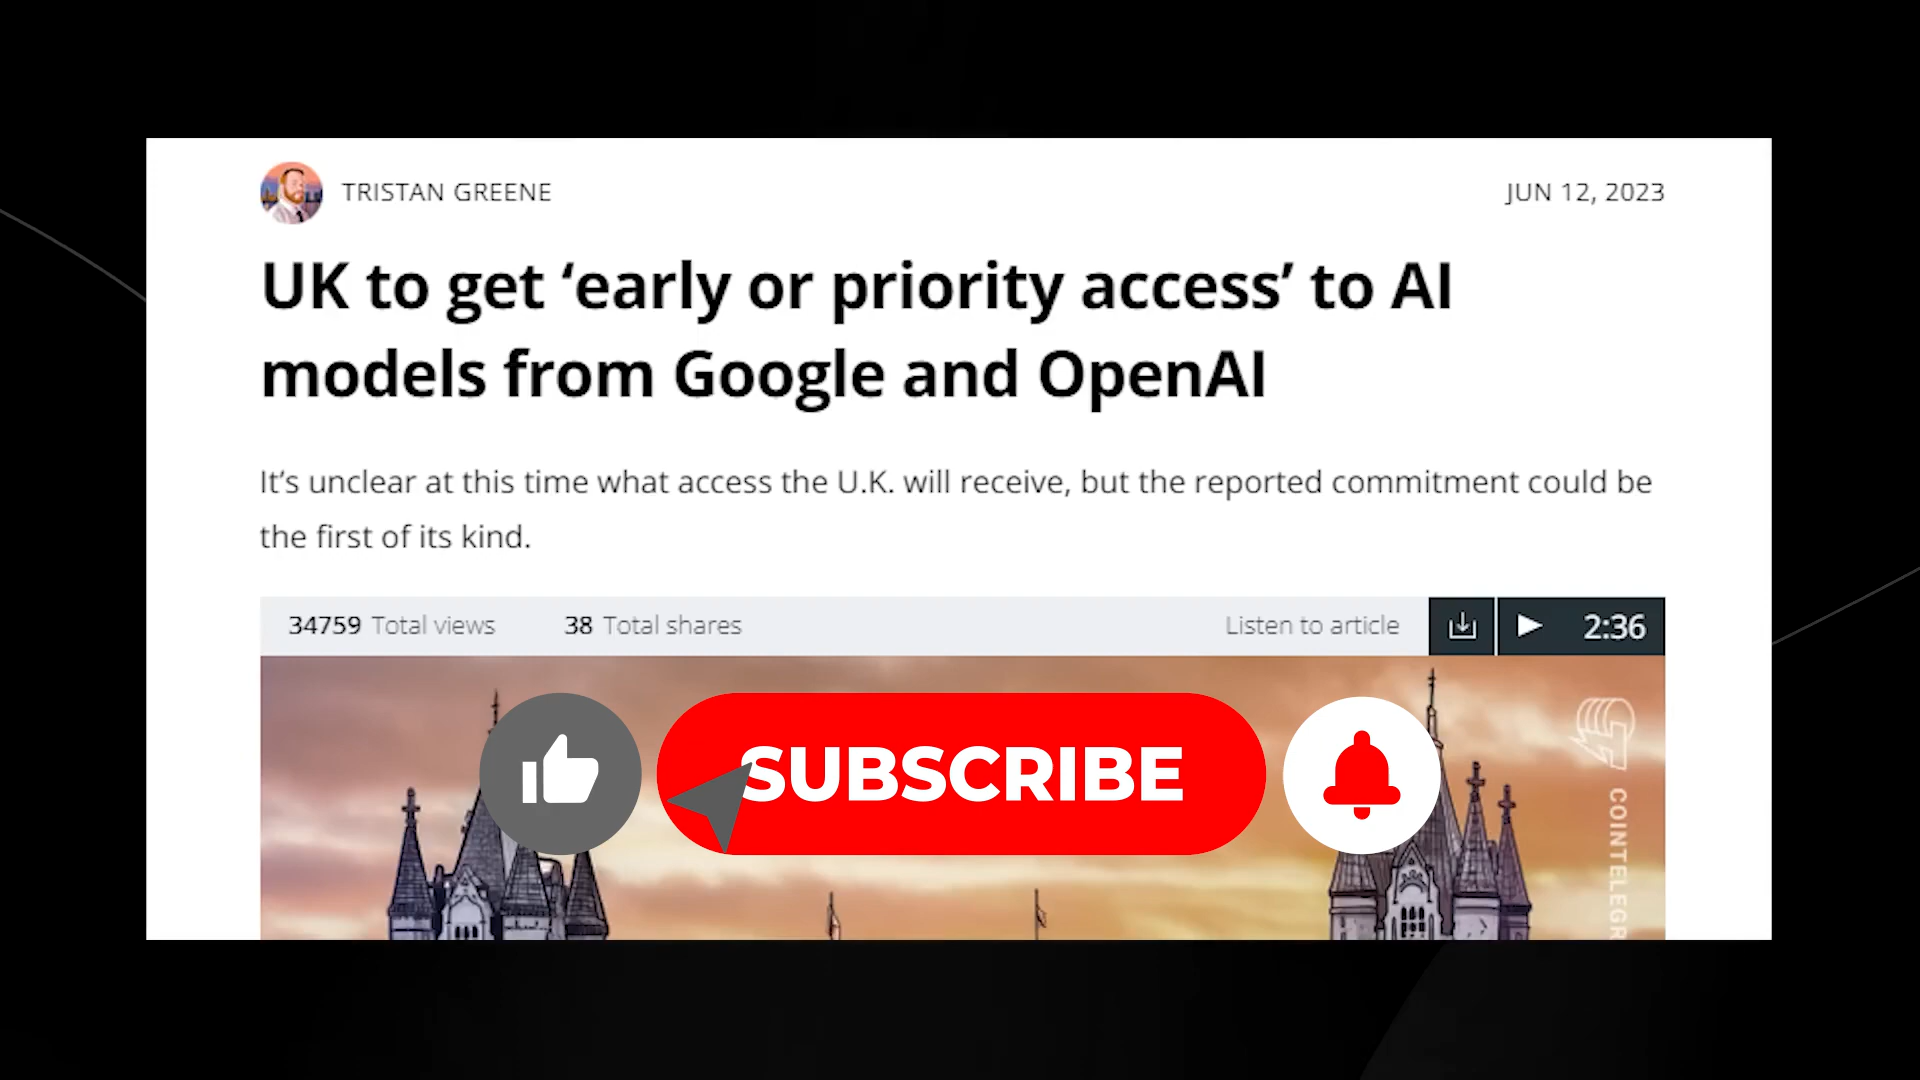 TRISTAN GREENE
JUN 12, 2023
UK to get ‘early or priority access’ to AI
models from Google and OpenAI
It’s unclear at this time what access the U.K. will receive, but the reported commitment could be
the first of its kind.
34759 Total views 38 Total shares Listen to article 2:36
SUBSCRIBE
COINTELEGR